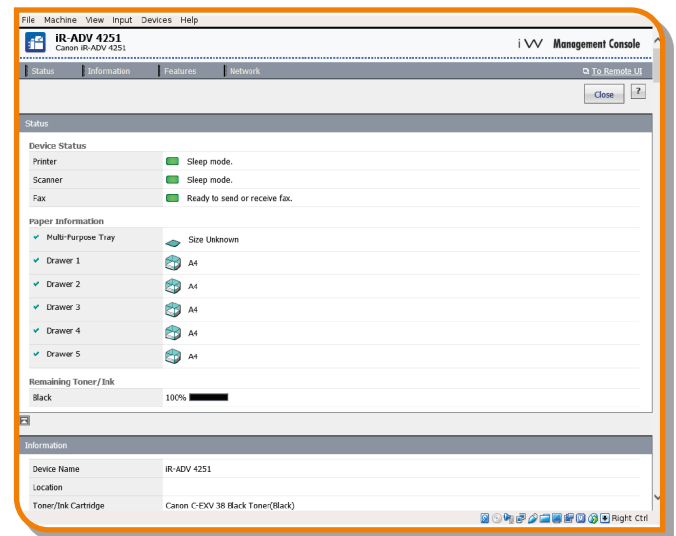 File Machine View Input Devices Help
iR-ADV 4251
Canon iR-ADV 4251
i W Management Console
Status Information Features Network To Remote UI
Close ?
Status
Device Status
Printer Sleep mode.
Scanner Sleep mode.
Fax Ready to send or receive fax.
Paper Information
Multi-Purpose Tray Size Unknown
Drawer 1 A4
Drawer 2 A4
Drawer 3 A4
Drawer 4 A4
Drawer 5 A4
Remaining Toner/Ink
Black 100%
Information
Device Name iR-ADV 4251
Location
Toner/Ink Cartridge Canon C-EXV 38 Black Toner(Black)
Right Ctrl